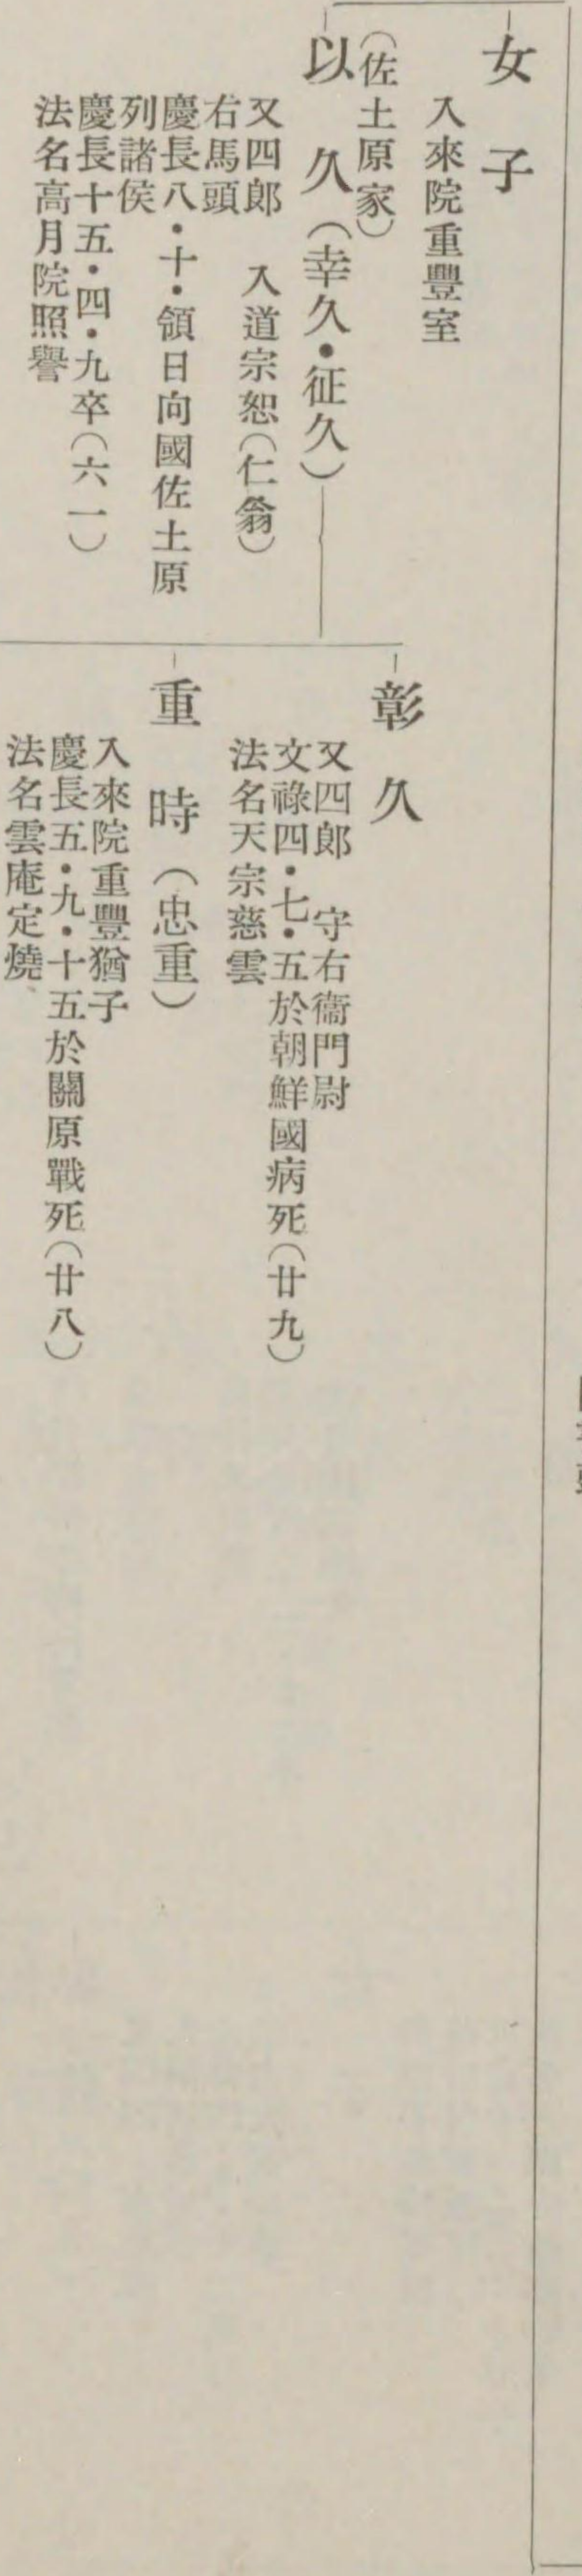 女子
入來院重豐室
(佐土原家)
以久(幸久・征久)
又四郞 入道宗恕(仁翁)
右馬頭
慶長八・十・領日向國佐土原
列諸侯
慶長十五・四・九卒(六一)
法名高月院照譽
彰久
又四郞 守右衞門尉
文祿四・七・五於朝鮮國病死(廿九)
法名天宗慈雲
重時(忠重)
入來院重豐猶子
慶長五・九・十五於關原戰死(廿八)
法名雲庵定燒